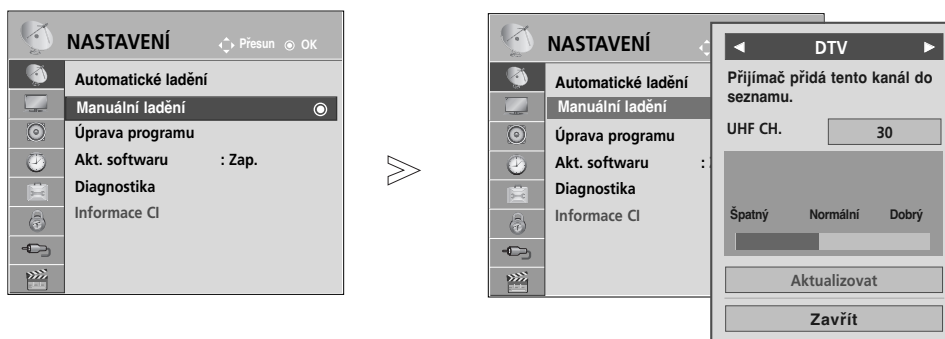 NASTAVENÍ
Přesun
OK
Automatické ladění
Manuální ladění
Úprava programu
Akt. softwaru : Zap.
Diagnostika
Informace CI
NASTAVENÍ
Automatické ladění
Manuální ladění
Úprava programu
Akt. softwaru :
Diagnostika
Informace CI
DTV
Přijímač přidá tento kanál do
seznamu.
UHF CH. 30
Špatný Normální Dobrý
Aktualizovat
Zavřít